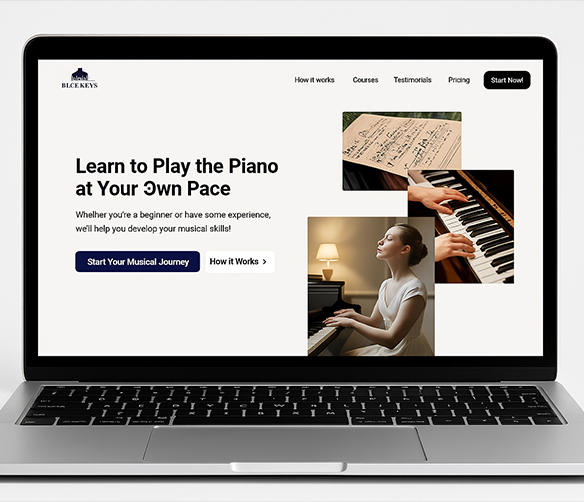 BLCE KEYS
How it works
Courses
Testimonials
Pricing
Start Now!
Learn to Play the Piano
at Your Ɔwn Pace
Whelher you're a beginner or have some experience,
we'll help you develop your musical skills!
Start Your Musical Journey
How it Works >